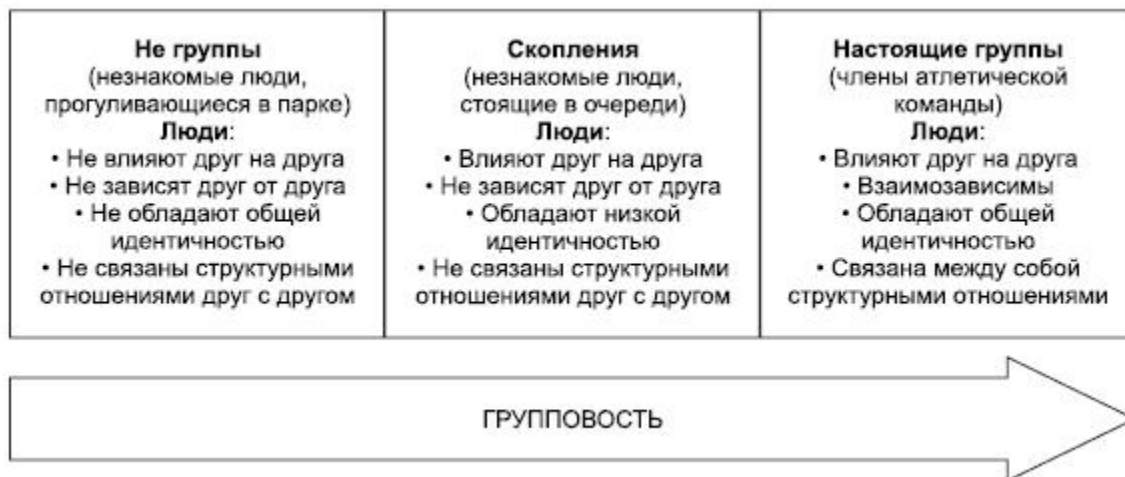 Не группы
(незнакомые люди,
прогуливающиеся в парке)
Люди:
• Не влияют друг на друга
• Не зависят друг от друга
• Не обладают общей
идентичностью
• Не связаны структурными
отношениями друг с другом
Скопления
(незнакомые люди,
стоящие в очереди)
Люди:
• Влияют друг на друга
• Не зависят друг от друга
• Обладают низкой
идентичностью
• Не связаны структурными
отношениями друг с другом
Настоящие группы
(члены атлетической
команды)
Люди:
• Влияют друг на друга
• Взаимозависимы
• Обладают общей
идентичностью
• Связана между собой
структурными отношениями
ГРУППОВОСТЬ